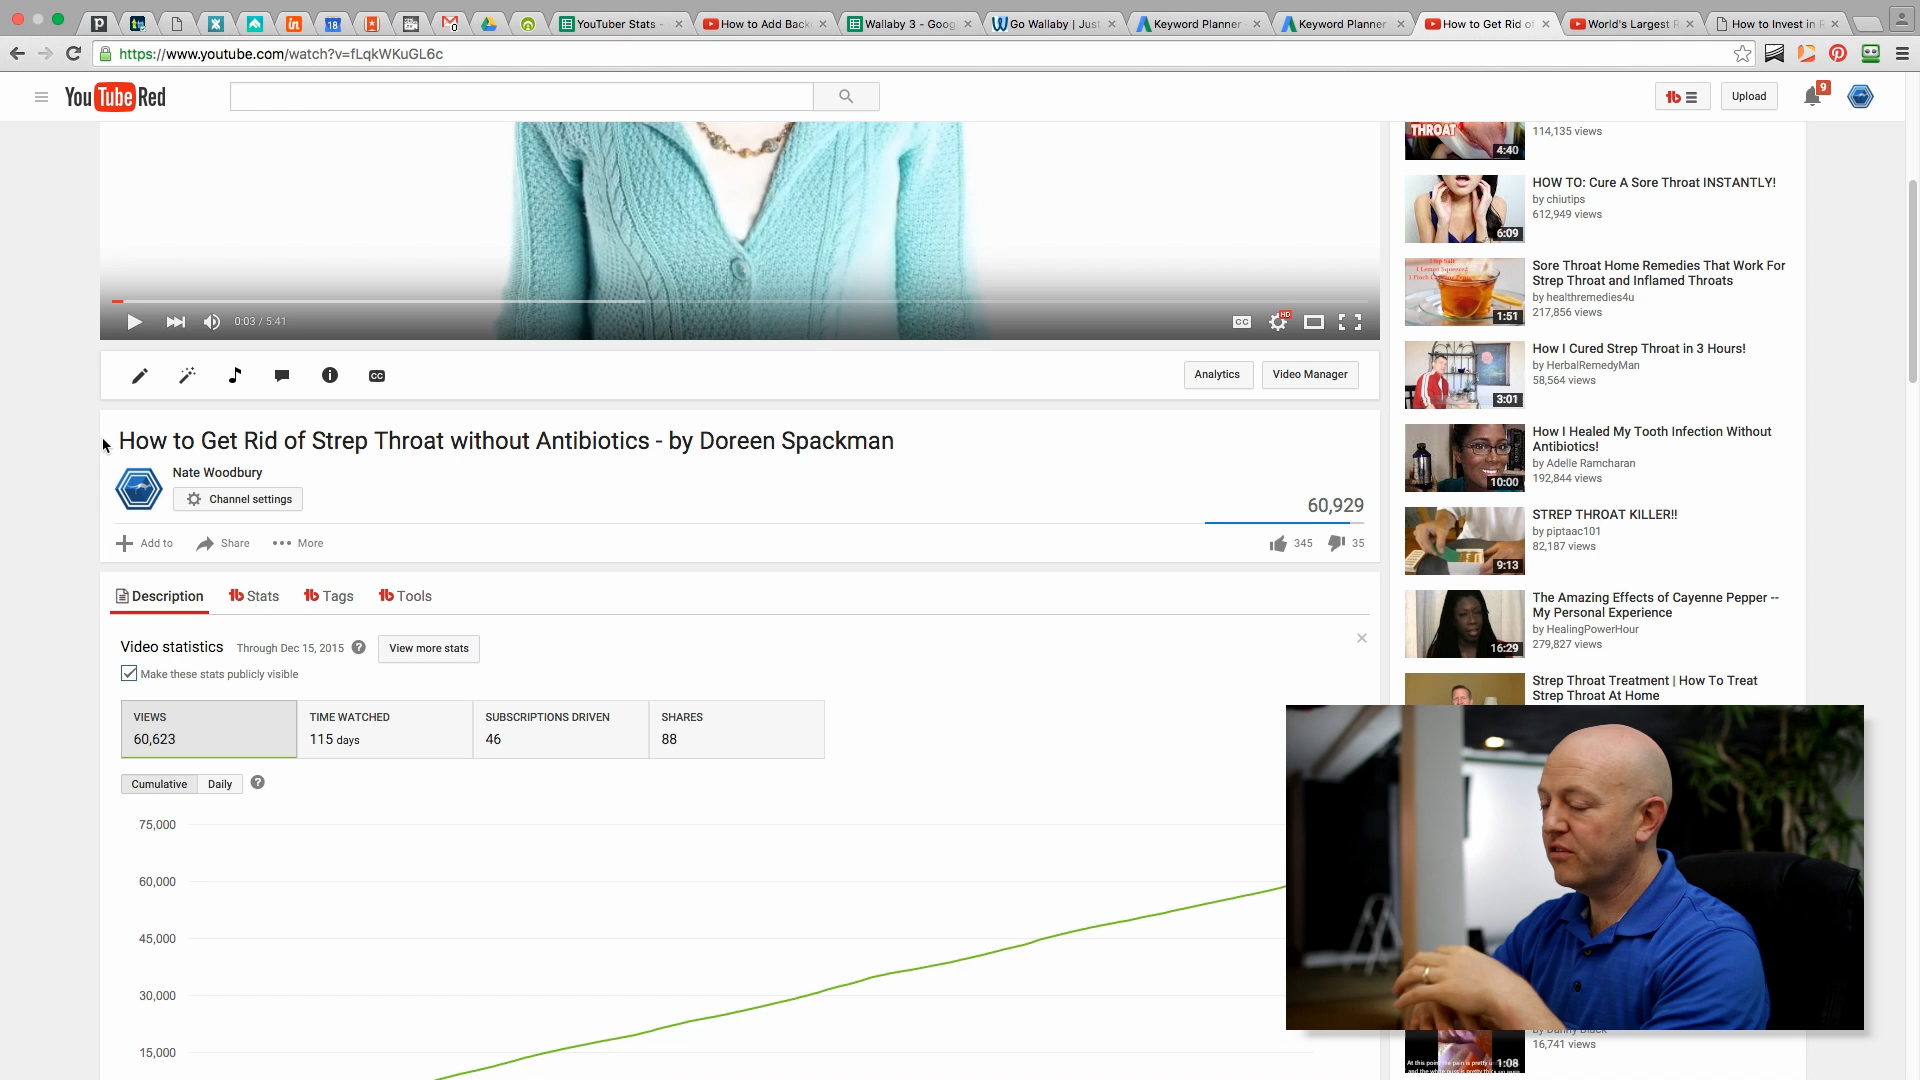 YouTuber Stats -
How to Add Back
Wallaby 3 - Goog
Go Wallaby | Just
Keyword Planner
Keyword Planner
How to Get Rid of
World's Largest R
How to Invest in R
https://www.youtube.com/watch?v=fLqkWKuGL6c
YouTube Red
Upload
9
THROAT
4:40
114,135 views
HOW TO: Cure A Sore Throat INSTANTLY!
by chiutips
612,949 views
6:09
Sore Throat Home Remedies That Work For
Strep Throat and Inflamed Throats
by healthremedies4u
217,856 views
1:51
0:03 / 5:41
CC
HD
How I Cured Strep Throat in 3 Hours!
by HerbalRemedyMan
58,564 views
3:01
CC
Analytics
Video Manager
How to Get Rid of Strep Throat without Antibiotics - by Doreen Spackman
Nate Woodbury
Channel settings
60,929
Add to
Share
More
345
35
How I Healed My Tooth Infection Without
Antibiotics!
by Adelle Ramcharan
192,844 views
10:00
STREP THROAT KILLER!!
by piptaac101
82,187 views
9:13
Description
Stats
Tags
Tools
The Amazing Effects of Cayenne Pepper --
My Personal Experience
by HealingPowerHour
279,827 views
16:29
Video statistics
Through Dec 15, 2015
View more stats
Make these stats publicly visible
Strep Throat Treatment | How To Treat
Strep Throat At Home
VIEWS
60,623
TIME WATCHED
115 days
SUBSCRIPTIONS DRIVEN
46
SHARES
88
Cumulative
Daily
75,000
60,000
45,000
30,000
15,000
16,741 views
1:08